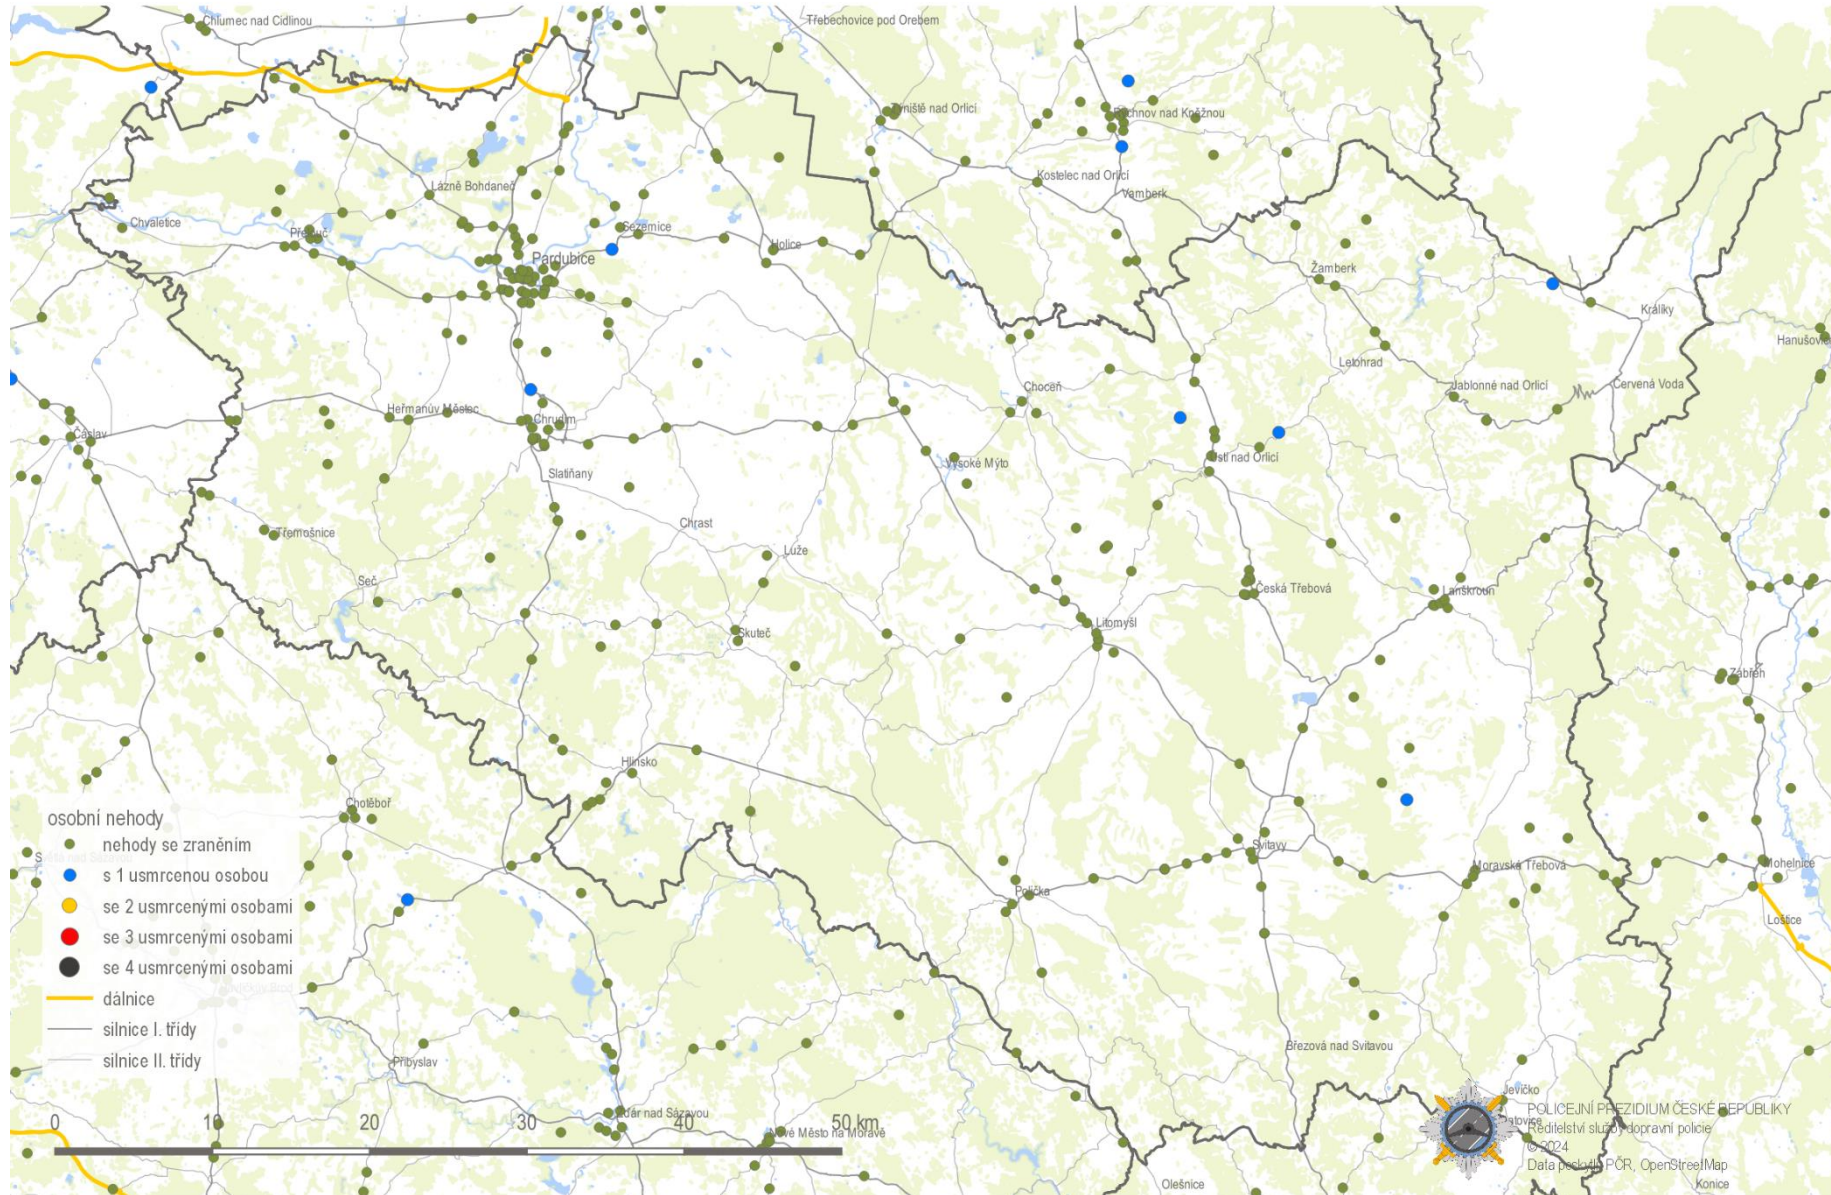 Chlumec nad Cidlinou
Třebechovice pod Orebem
Týniště nad Orlicí
Rychnov nad Kněžnou
Kostelec nad Orlicí
Vamberk
Lázně Bohdaneč
Chvaletice
Přelouč
Sezemice
Holice
Pardubice
Žamberk
Králíky
Hanušovice
Letohrad
Choceň
Jablonné nad Orlicí
Červená Voda
Heřmanův Městec
Chrudim
Čáslav
Vysoké Mýto
Ústí nad Orlicí
Slatiňany
Chrast
Třemošnice
Luže
Seč
Česká Třebová
Lanškroun
Litomyšl
Skuteč
Zábřeh
Hlinsko
Chotěboř
Svitavy
Moravská Třebová
Mohelnice
Polička
Loštice
osobní nehody
nehody se zraněním
s 1 usmrcenou osobou
se 2 usmrcenými osobami
se 3 usmrcenými osobami
se 4 usmrcenými osobami
dálnice
silnice I. třídy
silnice II. třídy
Přibyslav
Březová nad Svitavou
Jevíčko
Žďár nad Sázavou
Nové Město na Moravě
0 10 20 30 40 50 km
POLICEJNÍ PREZIDIUM ČESKÉ REPUBLIKY
Ředitelství služby dopravní policie
© 2024
Data poskytly PČR, OpenStreetMap
Olešnice
Konice